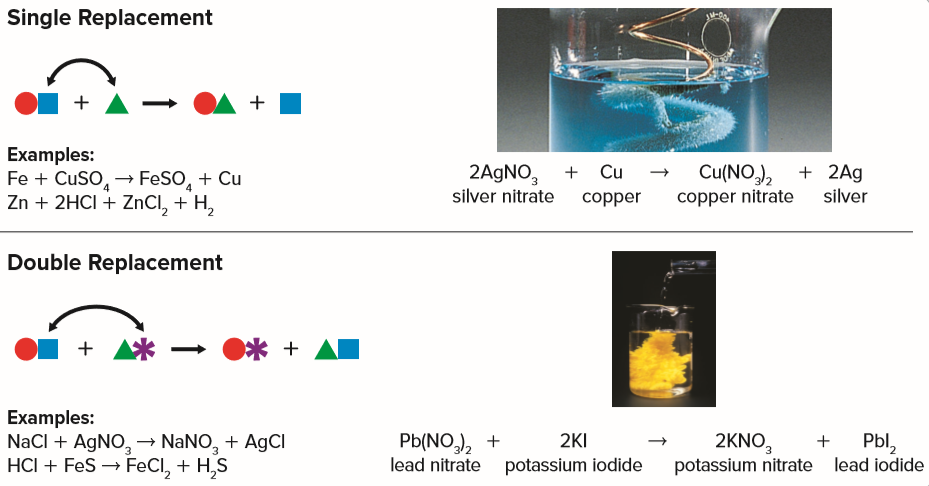 Single Replacement
+ → +
Examples:
Fe + CuSO₄ → FeSO₄ + Cu
Zn + 2HCl + ZnCl₂ + H₂
2AgNO₃ + Cu → Cu(NO₃)₂ + 2Ag
silver nitrate copper copper nitrate silver
Double Replacement
+ → +
Examples:
NaCl + AgNO₃ → NaNO₃ + AgCl
HCl + FeS → FeCl₂ + H₂S
Pb(NO₃)₂ + 2KI → 2KNO₃ + PbI₂
lead nitrate potassium iodide potassium nitrate lead iodide